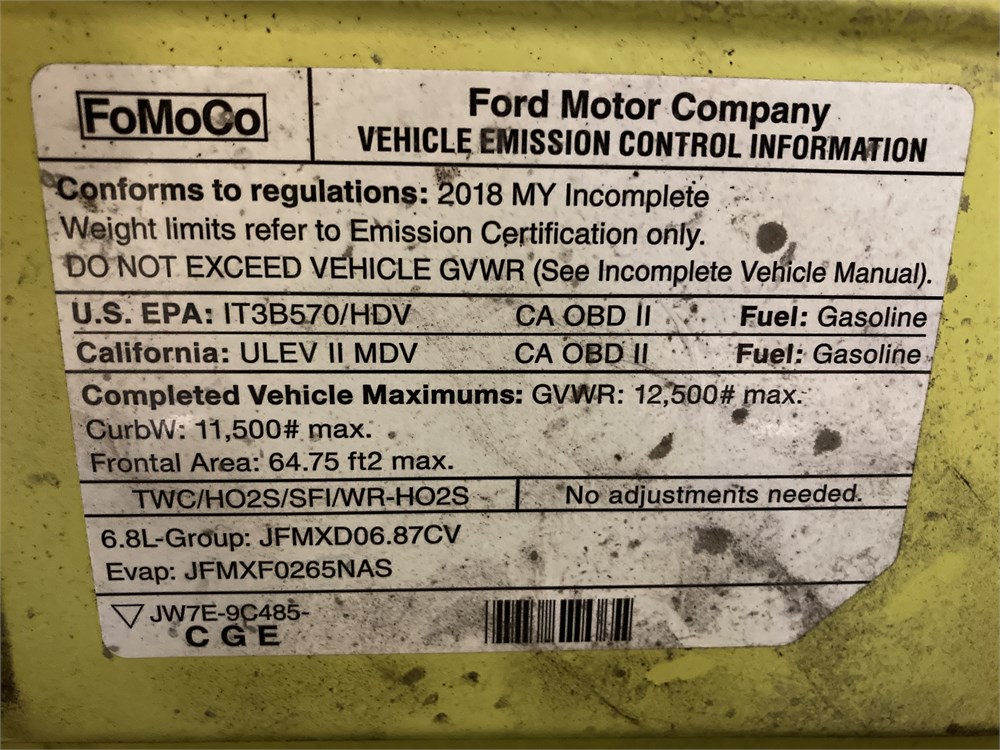 FoMoCo
Ford Motor Company
VEHICLE EMISSION CONTROL INFORMATION
Conforms to regulations: 2018 MY Incomplete
Weight limits refer to Emission Certification only.
DO NOT EXCEED VEHICLE GVWR (See Incomplete Vehicle Manual).
U.S. EPA: IT3B570/HDV CA OBD II Fuel: Gasoline
California: ULEV II MDV CA OBD II Fuel: Gasoline
Completed Vehicle Maximums: GVWR: 12,500# max.
CurbW: 11,500# max.
Frontal Area: 64.75 ft2 max.
TWC/HO2S/SFI/WR-HO2S No adjustments needed.
6.8L-Group: JFMXD06.87CV
Evap: JFMXF0265NAS
JW7E-9C485-
C G E